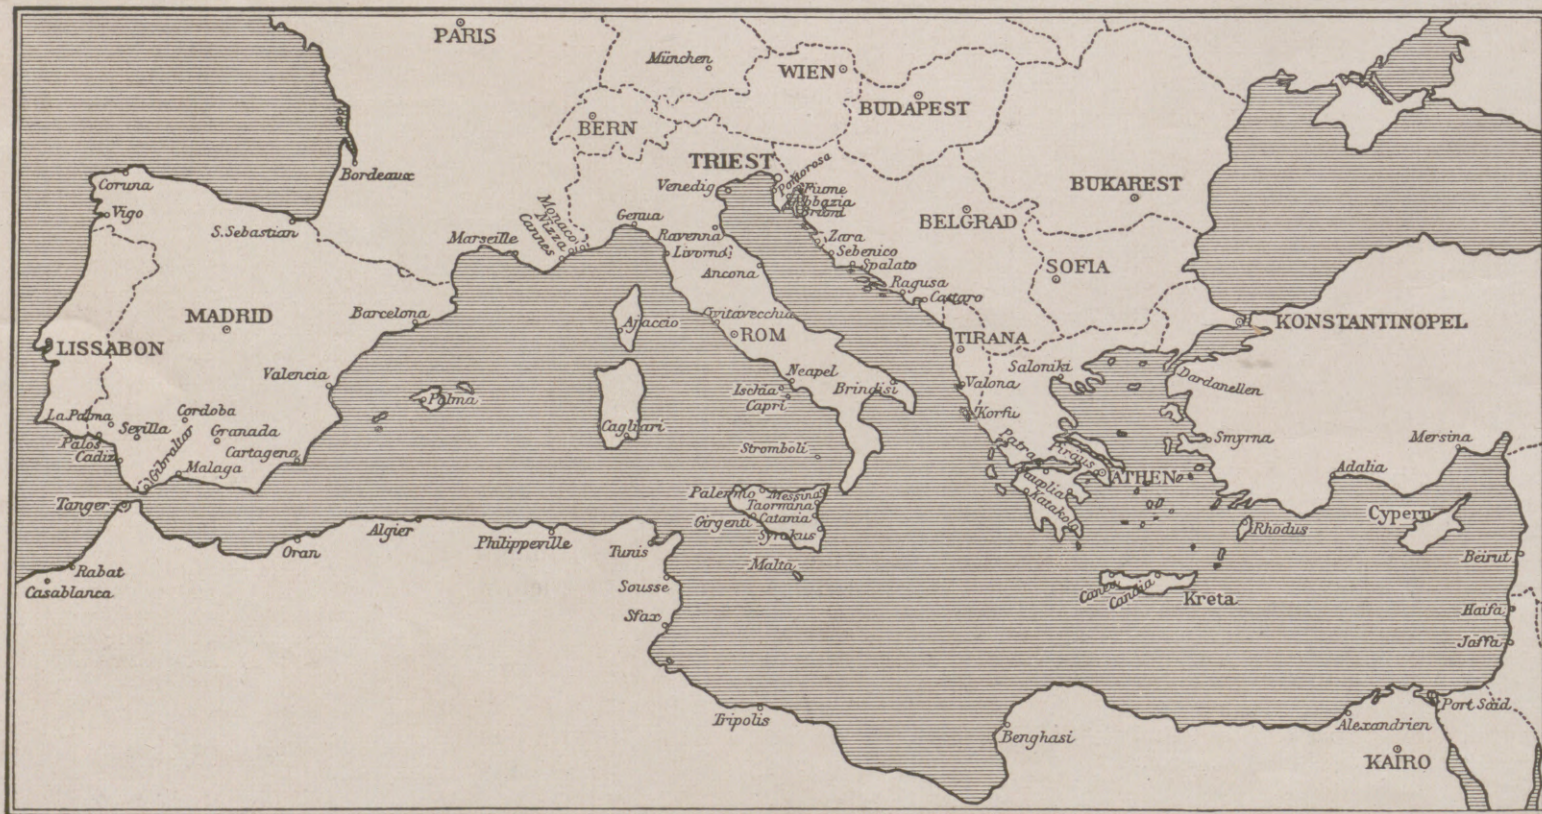 PARIS
München
WIEN
BUDAPEST
BERN
TRIEST
Portorosa
Venedig
Fiume
Abbazia
Brioni
BUKAREST
BELGRAD
Bordeaux
Coruna
Vigo
S. Sebastian
Monaco
Nizza
Cannes
Marseille
Genua
Ravenna
Livorno
Ancona
Zara
Sebenico
Spalato
Ragusa
Cattaro
SOFIA
MADRID
Barcelona
Ajaccio
Civitavecchia
ROM
TIRANA
KONSTANTINOPEL
LISSABON
Valencia
Palma
Neapel
Ischia
Capri
Brindisi
Valona
Saloniki
Dardanellen
Korfu
La Palma
Palos
Cadiz
Sevilla
Cordoba
Granada
Cartagena
Gibraltar
Malaga
Cagliari
Stromboli
Patras
Piraus
ATHEN
Nauplia
Katakolo
Smyrna
Mersina
Adalia
Cypern
Rhodus
Tanger
Palermo
Messina
Taormina
Girgenti
Catania
Syrakus
Oran
Algier
Philippeville
Tunis
Malta
Rabat
Casablanca
Sousse
Sfax
Canea
Candia
Kreta
Beirut
Haifa
Jaffa
Tripolis
Benghasi
Alexandrien
Port Saïd
KAIRO